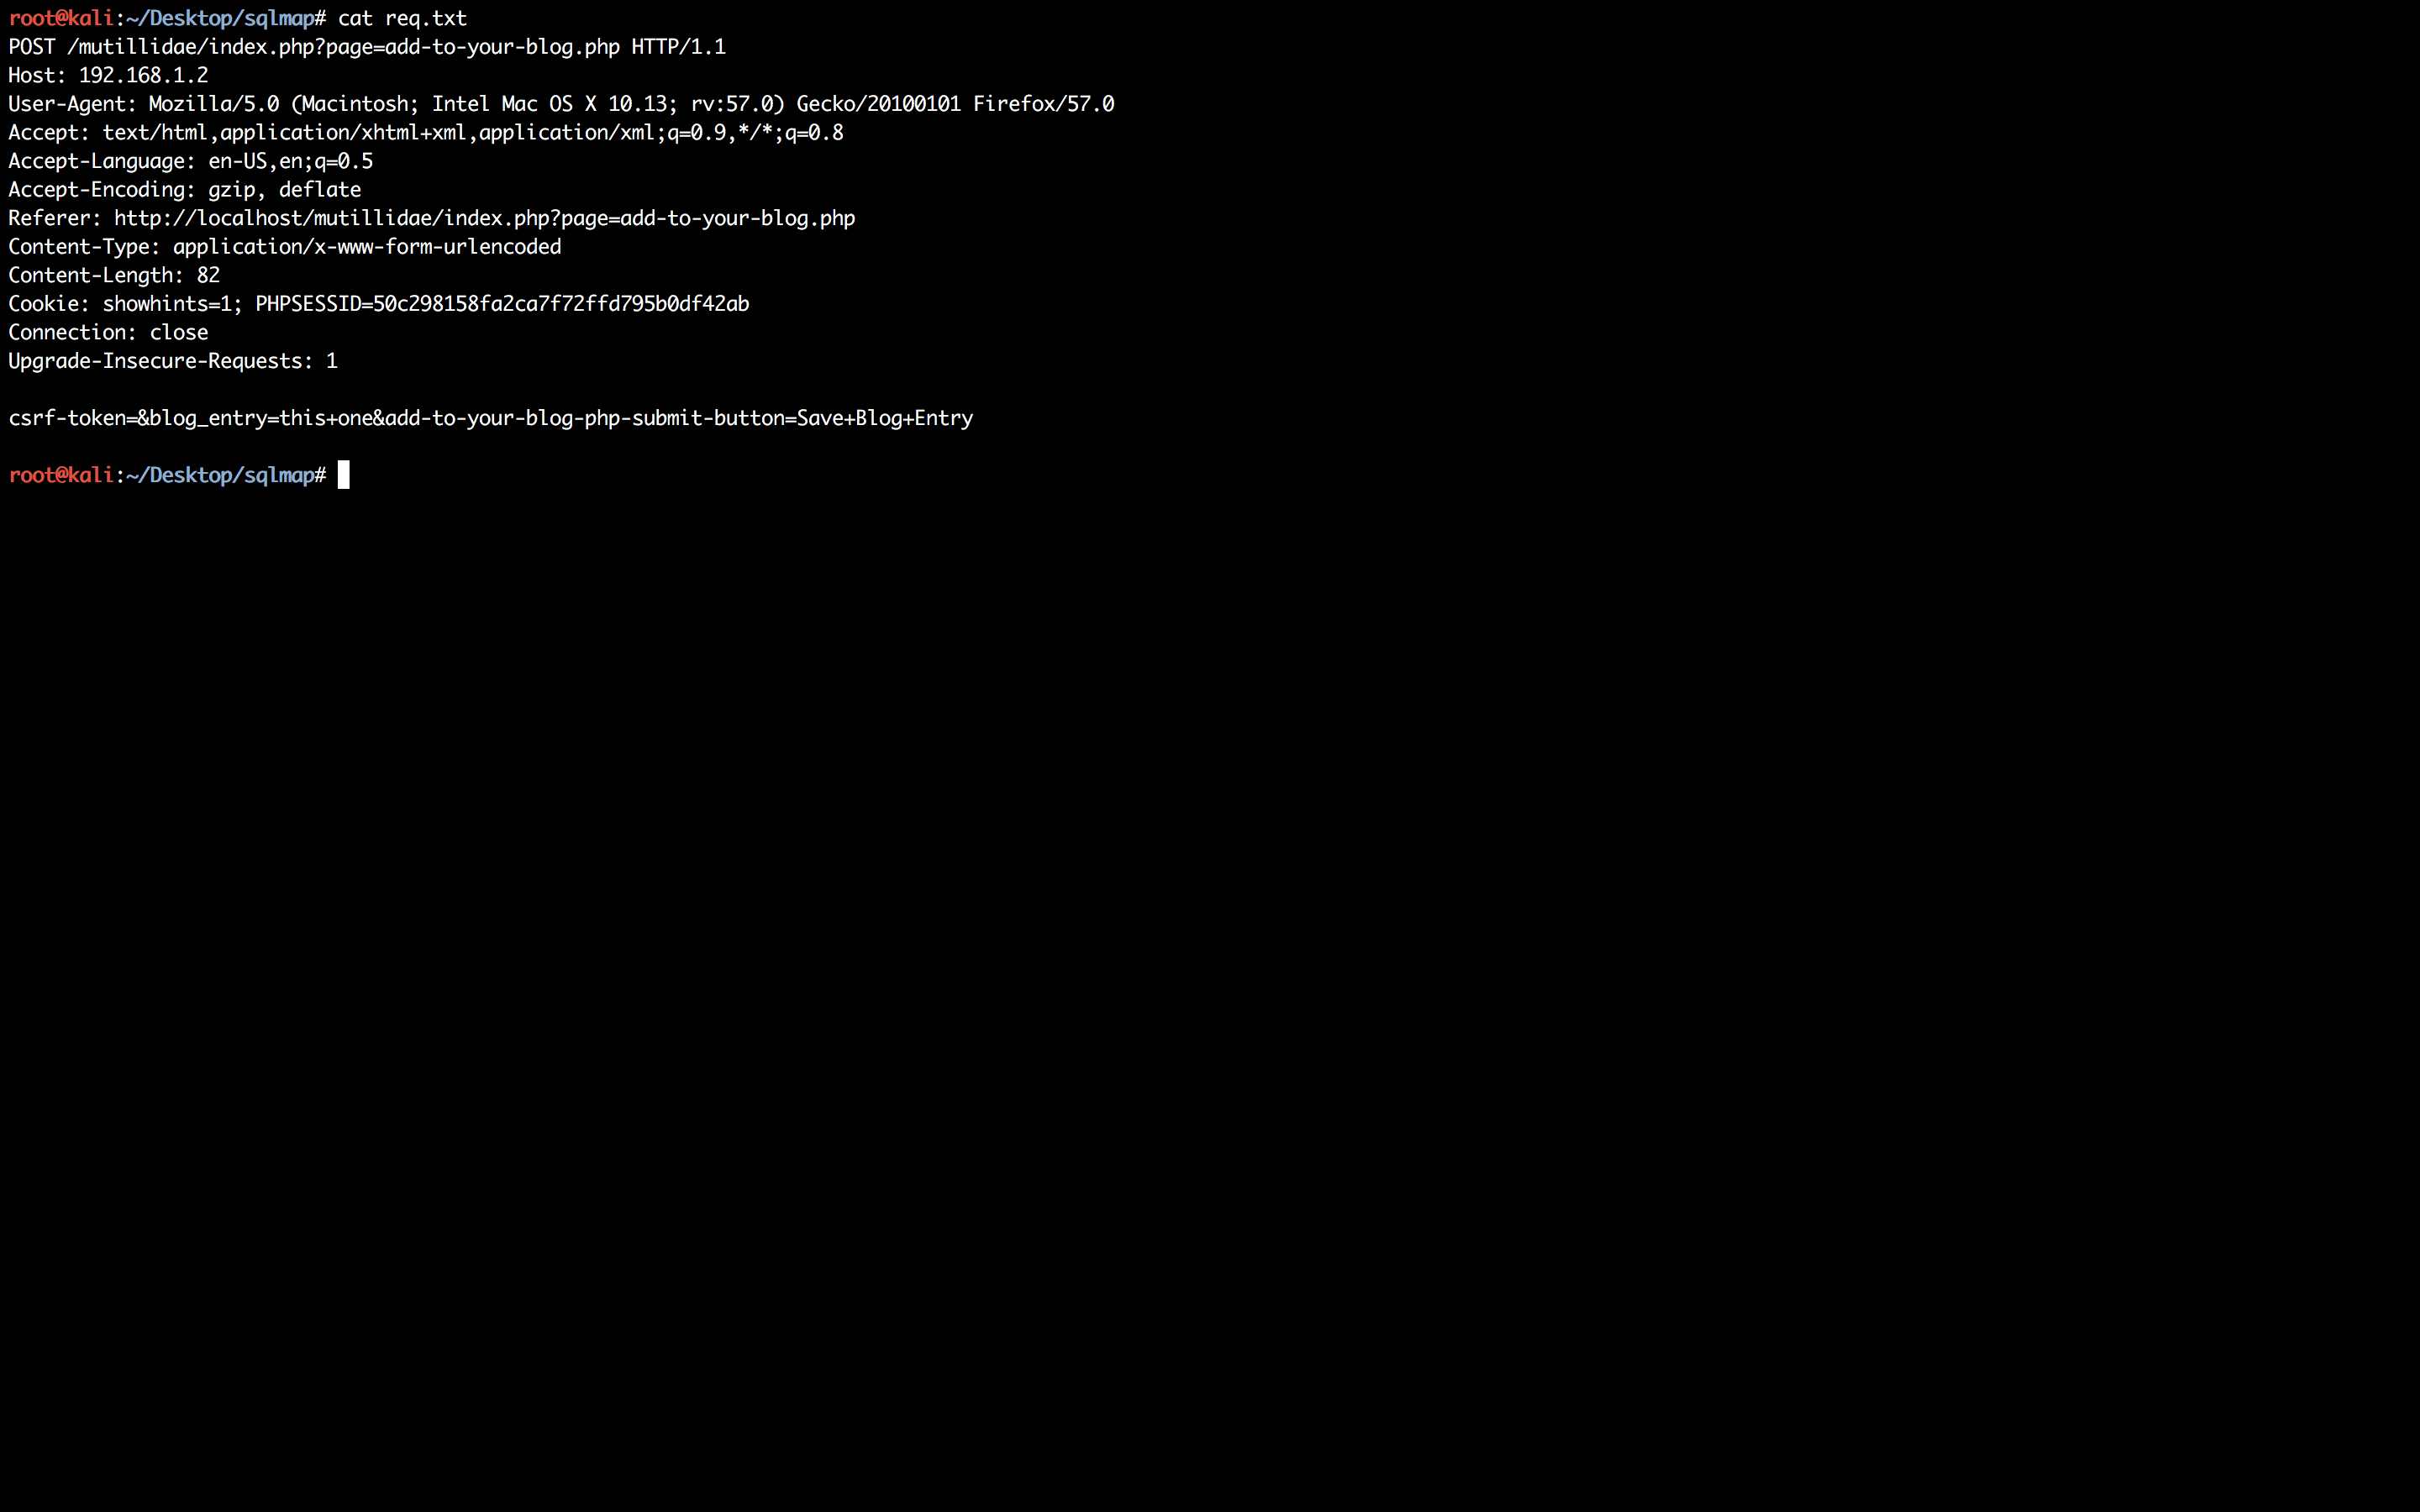 root@kali:~/Desktop/sqlmap# cat req.txt
POST /mutillidae/index.php?page=add-to-your-blog.php HTTP/1.1
Host: 192.168.1.2
User-Agent: Mozilla/5.0 (Macintosh; Intel Mac OS X 10.13; rv:57.0) Gecko/20100101 Firefox/57.0
Accept: text/html,application/xhtml+xml,application/xml;q=0.9,*/*;q=0.8
Accept-Language: en-US,en;q=0.5
Accept-Encoding: gzip, deflate
Referer: http://localhost/mutillidae/index.php?page=add-to-your-blog.php
Content-Type: application/x-www-form-urlencoded
Content-Length: 82
Cookie: showhints=1; PHPSESSID=50c298158fa2ca7f72ffd795b0df42ab
Connection: close
Upgrade-Insecure-Requests: 1
csrf-token=&blog_entry=this+one&add-to-your-blog-php-submit-button=Save+Blog+Entry
root@kali:~/Desktop/sqlmap#